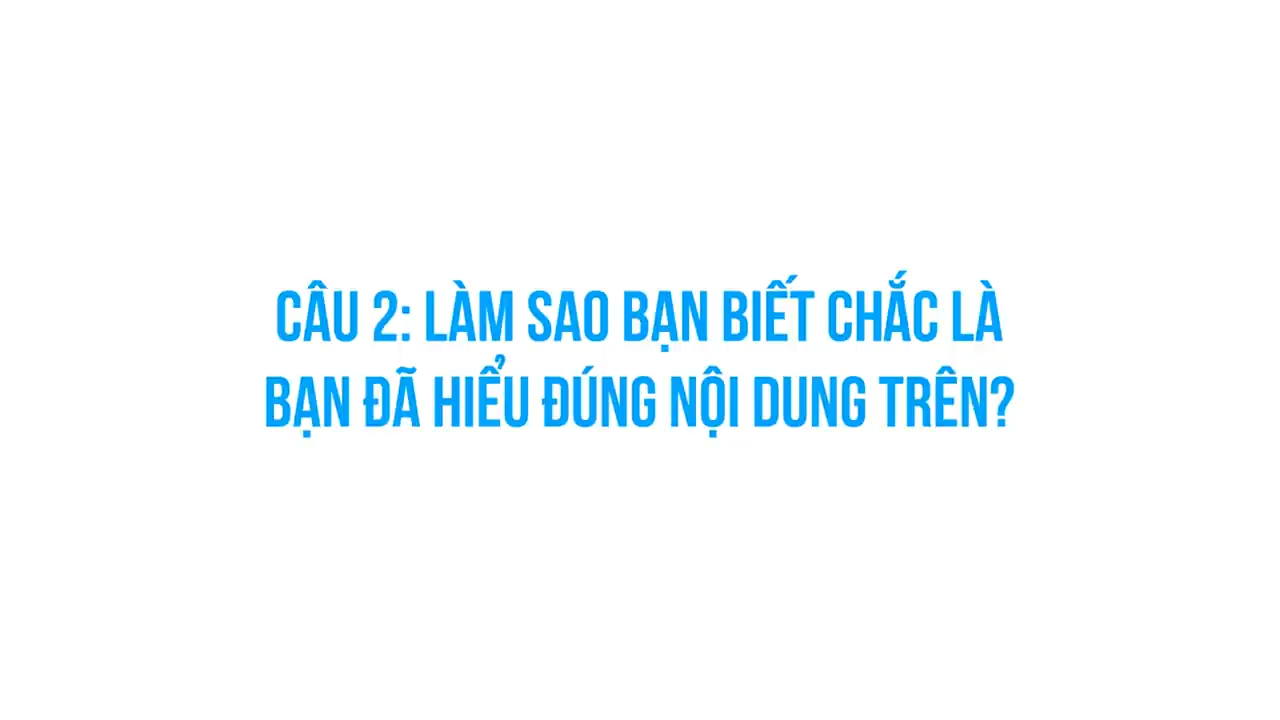 CÂU 2: LÀM SAO BẠN BIẾT CHẮC LÀ
BẠN ĐÃ HIỂU ĐÚNG NỘI DUNG TRÊN?